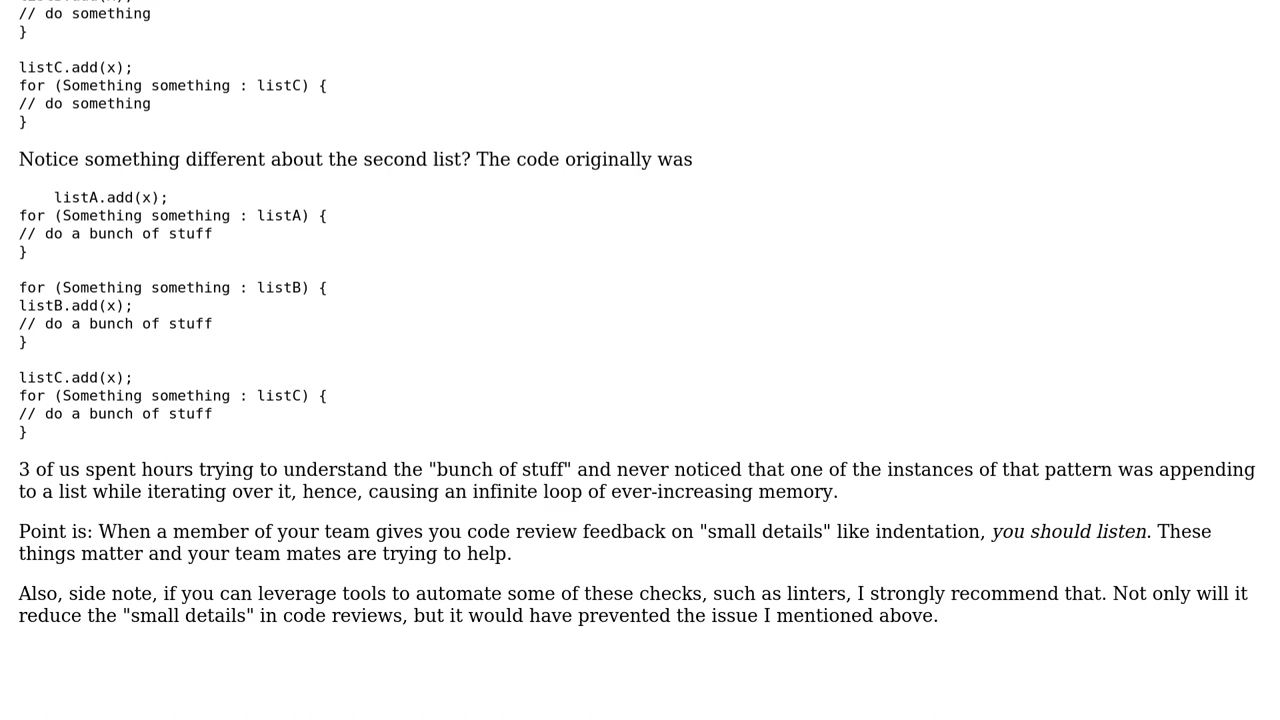 // do something
}
listC.add(x);
for (Something something : listC) {
// do something
}
Notice something different about the second list? The code originally was
listA.add(x);
for (Something something : listA) {
// do a bunch of stuff
}
for (Something something : listB) {
listB.add(x);
// do a bunch of stuff
}
listC.add(x);
for (Something something : listC) {
// do a bunch of stuff
}
3 of us spent hours trying to understand the "bunch of stuff" and never noticed that one of the instances of that pattern was appending
to a list while iterating over it, hence, causing an infinite loop of ever-increasing memory.
Point is: When a member of your team gives you code review feedback on "small details" like indentation, you should listen. These
things matter and your team mates are trying to help.
Also, side note, if you can leverage tools to automate some of these checks, such as linters, I strongly recommend that. Not only will it
reduce the "small details" in code reviews, but it would have prevented the issue I mentioned above.